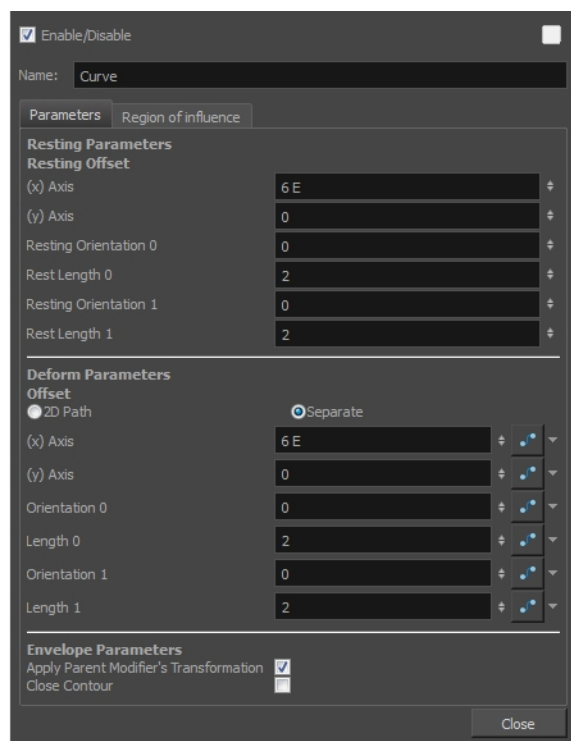 Enable/Disable
Name: Curve
Parameters Region of influence
Resting Parameters
Resting Offset
(x) Axis 6 E
(y) Axis 0
Resting Orientation 0 0
Rest Length 0 2
Resting Orientation 1 0
Rest Length 1 2
Deform Parameters
Offset
2D Path Separate
(x) Axis 6 E
(y) Axis 0
Orientation 0 0
Length 0 2
Orientation 1 0
Length 1 2
Envelope Parameters
Apply Parent Modifier's Transformation
Close Contour
Close